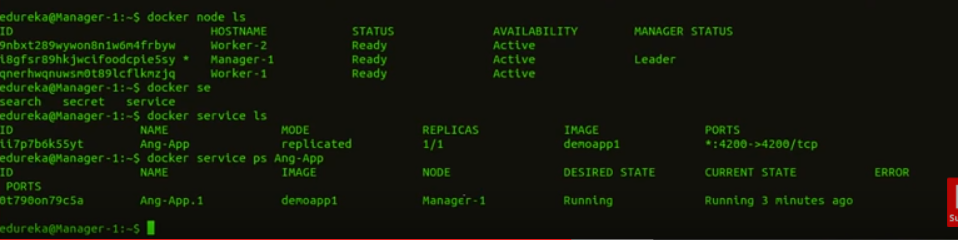 edureka@Manager-1:~$ docker node ls
ID HOSTNAME STATUS AVAILABILITY MANAGER STATUS
9nbxt289wywon8n1w6m4frbyw Worker-2 Ready Active
i8gfsr89hkjwcifoodcpie5sy * Manager-1 Ready Active Leader
qnerhwqnuwsm0t89lcflkmzjq Worker-1 Ready Active
edureka@Manager-1:~$ docker se
search secret service
edureka@Manager-1:~$ docker service ls
ID NAME MODE REPLICAS IMAGE PORTS
ii7p7b6k55yt Ang-App replicated 1/1 demoapp1 *:4200->4200/tcp
edureka@Manager-1:~$ docker service ps Ang-App
ID NAME IMAGE NODE DESIRED STATE CURRENT STATE ERROR
PORTS
0t790on79c5a Ang-App.1 demoapp1 Manager-1 Running Running 3 minutes ago
edureka@Manager-1:~$